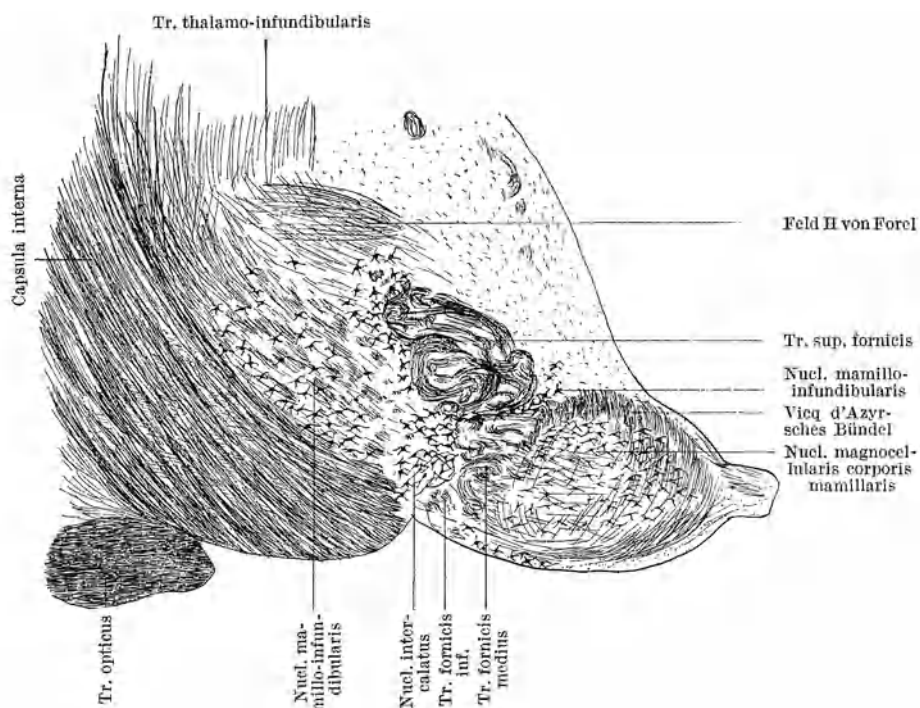 Tr. thalamo-infundibularis
Capsula interna
Feld H von Forel
Tr. sup. fornicis
Nucl. mamillo-
infundibularis
Vicq d'Azyr-
sches Bündel
Nucl. magnocel-
lularis corporis
mamillaris
Tr. opticus
Nucl. ma-
millo-infun-
dibularis
Nucl. inter-
calatus
Tr. fornicis
inf.
Tr. fornicis
medius